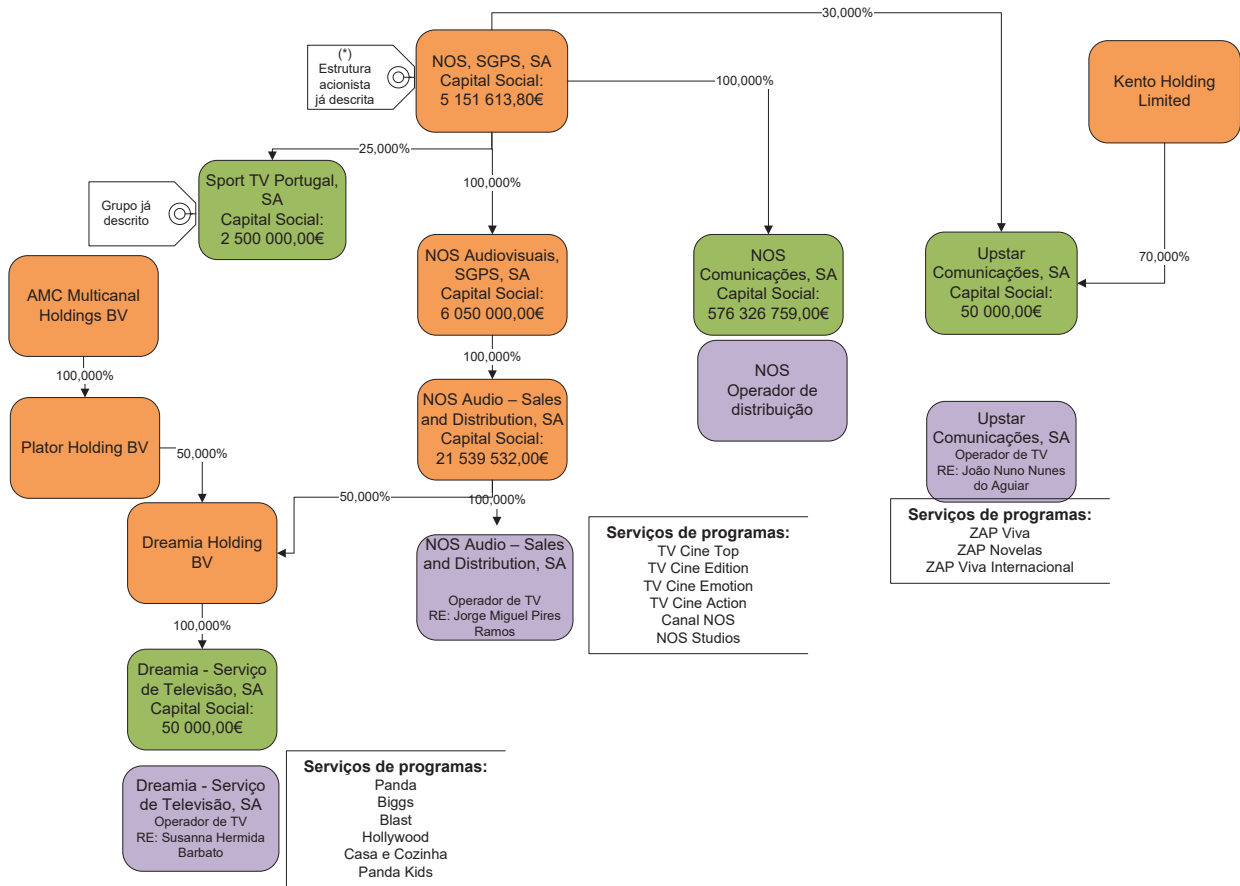 30,000%
(*)
Estrutura
acionista
já descrita
NOS, SGPS, SA
Capital Social:
5 151 613,80€
100,000%
Kento Holding
Limited
25,000%
Grupo já
descrito
Sport TV Portugal,
SA
Capital Social:
2 500 000,00€
100,000%
70,000%
AMC Multicanal
Holdings BV
NOS Audiovisuais,
SGPS, SA
Capital Social:
6 050 000,00€
NOS
Comunicações, SA
Capital Social:
576 326 759,00€
Upstar
Comunicações, SA
Capital Social:
50 000,00€
100,000%
100,000%
NOS
Operador de
distribuição
Plator Holding BV
50,000%
NOS Audio – Sales
and Distribution, SA
Capital Social:
21 539 532,00€
Upstar
Comunicações, SA
Operador de TV
RE: João Nuno Nunes
do Aguiar
50,000%
100,000%
Dreamia Holding
BV
NOS Audio – Sales
and Distribution, SA
Operador de TV
RE: Jorge Miguel Pires
Ramos
Serviços de programas:
TV Cine Top
TV Cine Edition
TV Cine Emotion
TV Cine Action
Canal NOS
NOS Studios
Serviços de programas:
ZAP Viva
ZAP Novelas
ZAP Viva Internacional
100,000%
Dreamia - Serviço
de Televisão, SA
Capital Social:
50 000,00€
Dreamia - Serviço
de Televisão, SA
Operador de TV
RE: Susanna Hermida
Barbato
Serviços de programas:
Panda
Biggs
Blast
Hollywood
Casa e Cozinha
Panda Kids